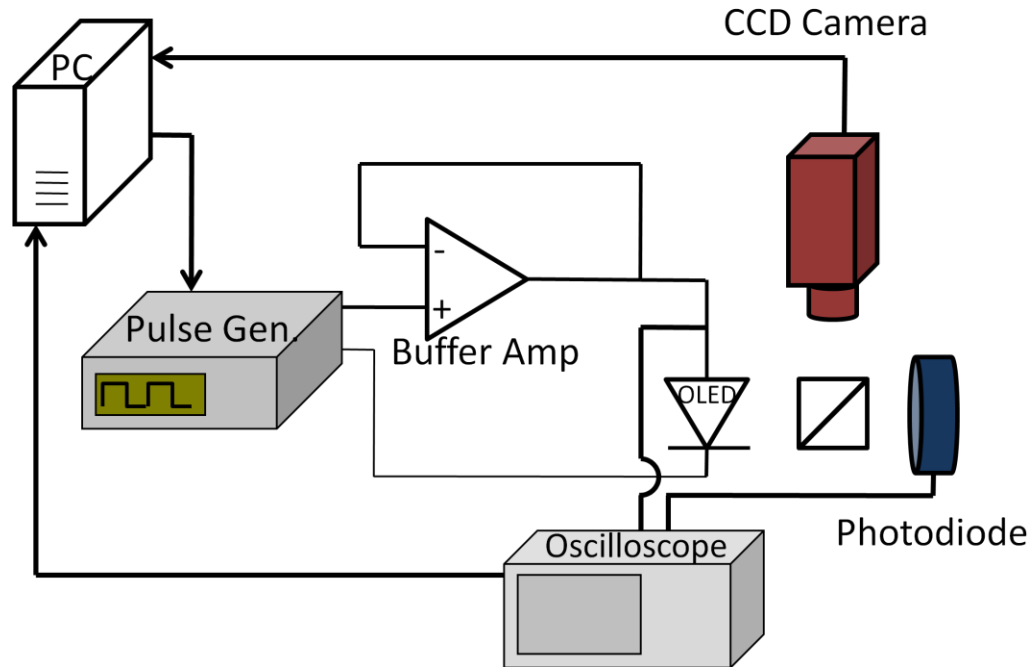 CCD Camera
PC
Pulse Gen.
-
+
Buffer Amp
OLED
Photodiode
Oscilloscope